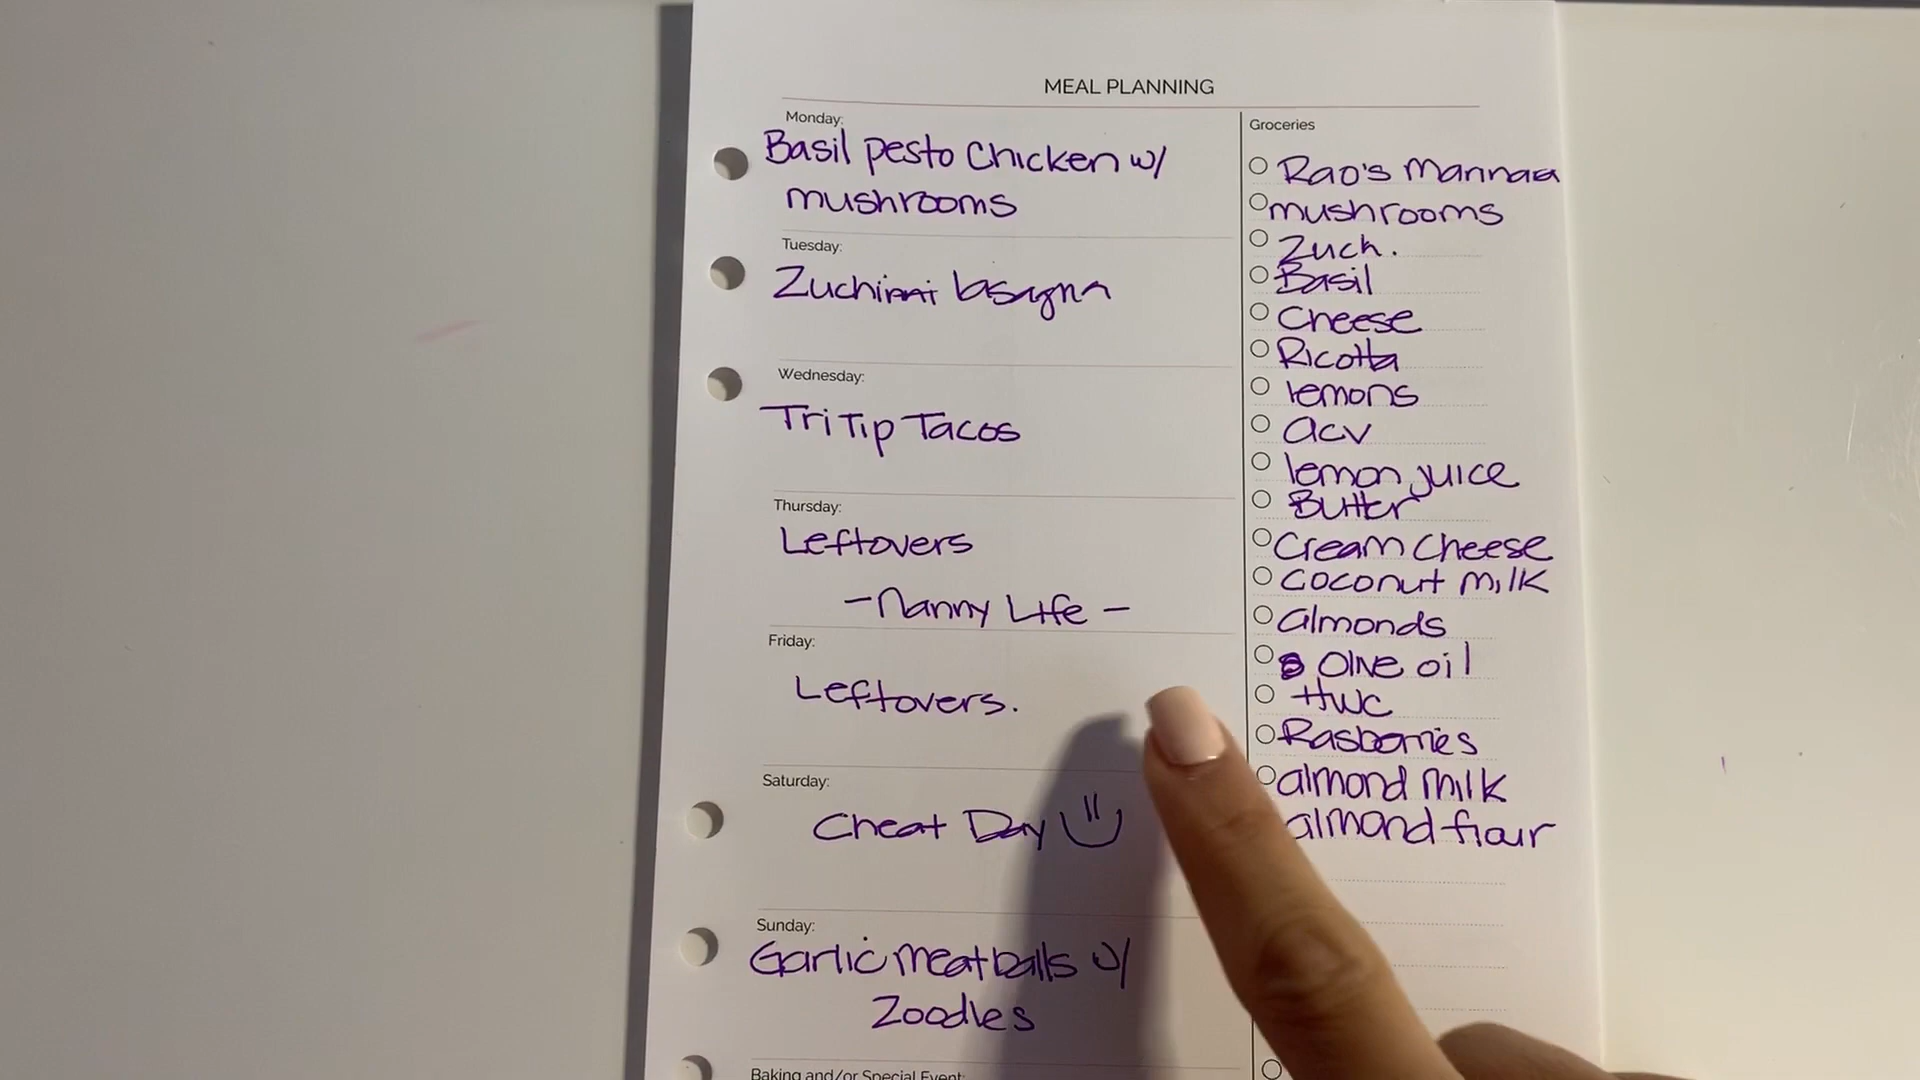 MEAL PLANNING
Monday:
Basil pesto Chicken w/
mushrooms
Tuesday:
Zuchinni lasagna
Wednesday:
Tri Tip Tacos
Thursday:
Leftovers
- Nanny Life -
Friday:
Leftovers.
Saturday:
Cheat Day
Sunday:
Garlic meatballs w/
Zoodles
Baking and/or Special Event:
Groceries
Rao's
mushrooms
Zuch.
Basil
Cheese
Ricotta
lemons
acv
lemon juice
Butter
Cream Cheese
Coconut milk
almonds
Olive oil
HWC
Rasberries
almond milk
almond flour